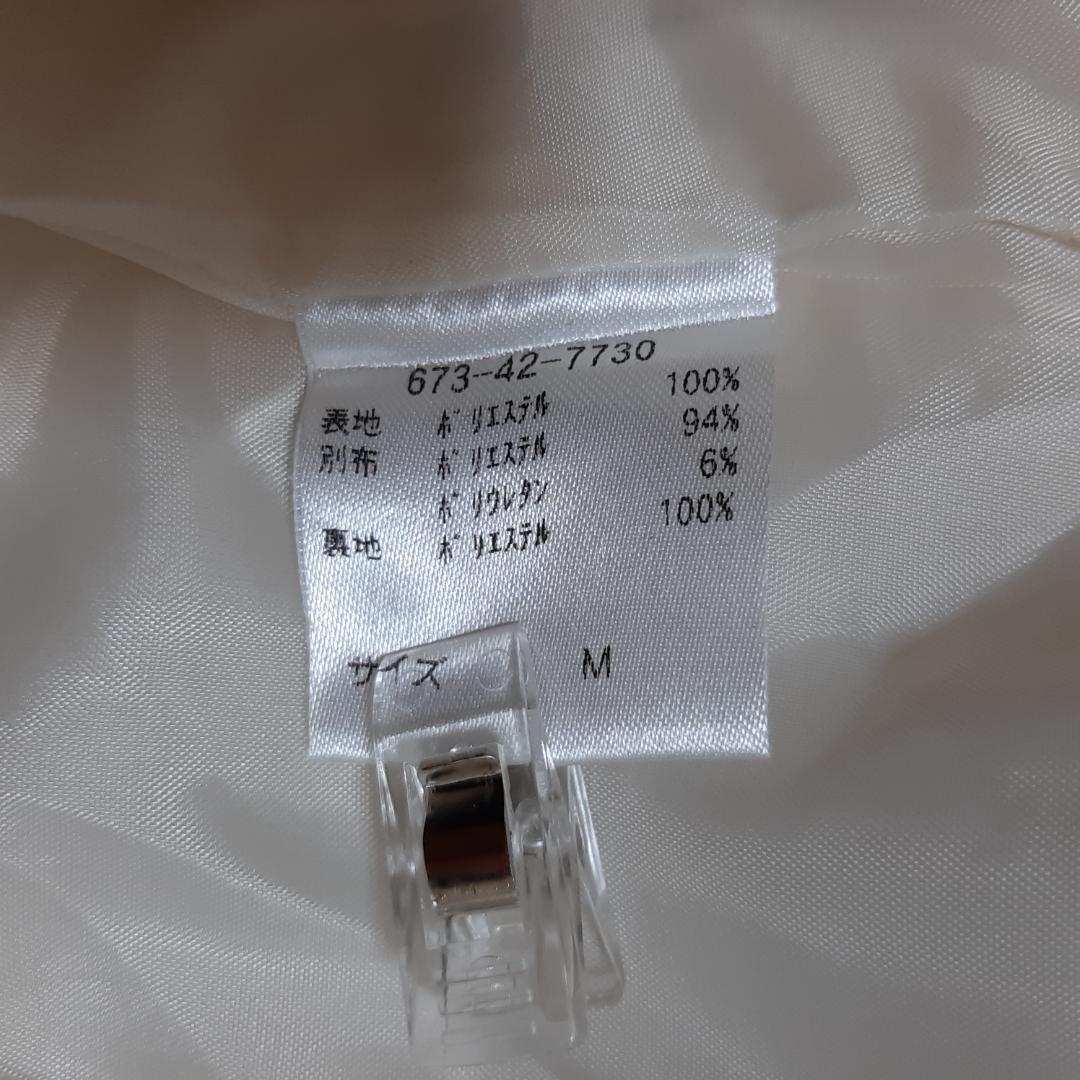 673-42-7730
表地 ﾎﾟﾘｴｽﾃﾙ 100%
別布 ﾎﾟﾘｴｽﾃﾙ 94%
ﾎﾟﾘｳﾚﾀﾝ 6%
裏地 ﾎﾟﾘｴｽﾃﾙ 100%
サイズ M